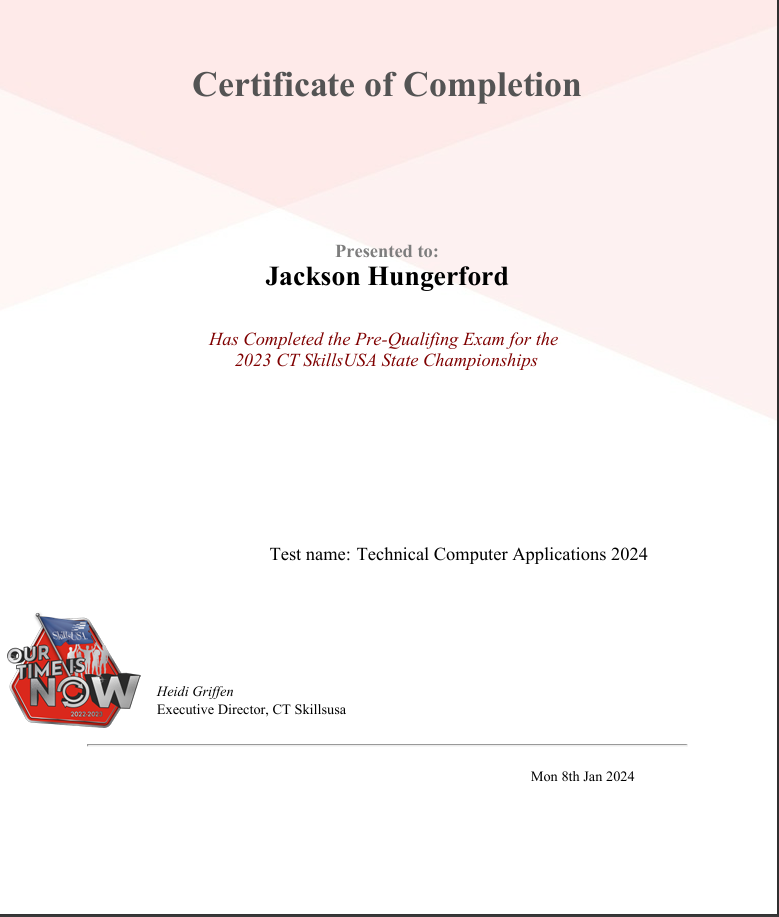 Certificate of Completion
Presented to:
Jackson Hungerford
Has Completed the Pre-Qualifing Exam for the
2023 CT SkillsUSA State Championships
Test name: Technical Computer Applications 2024
SkillsUSA
OUR
TIME IS
NOW
2022-2023
Heidi Griffen
Executive Director, CT Skillsusa
Mon 8th Jan 2024